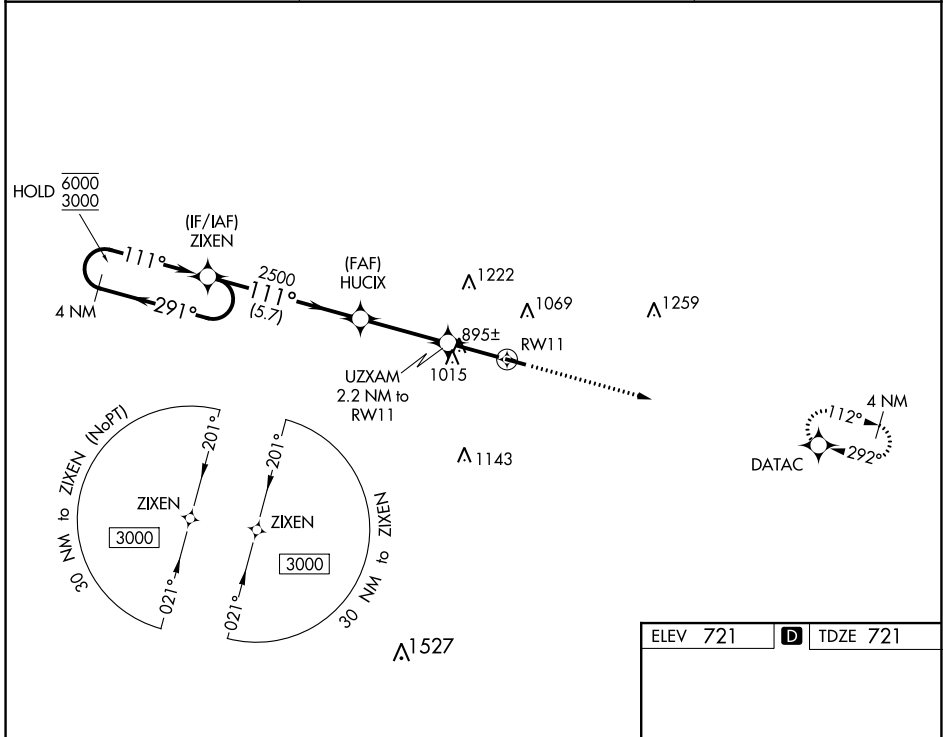 HOLD 6000
3000
(IF/IAF)
ZIXEN
111°
291°
4 NM
2500
111°
(5.7)
(FAF)
HUCIX
1222
1069
1259
895±
RW11
1015
UZXAM
2.2 NM to
RW11
1143
4 NM
112°
292°
DATAC
30 NM to ZIXEN (NoPT)
201°
ZIXEN
3000
021°
201°
ZIXEN
3000
021°
30 NM to ZIXEN
1527
ELEV 721 D TDZE 721